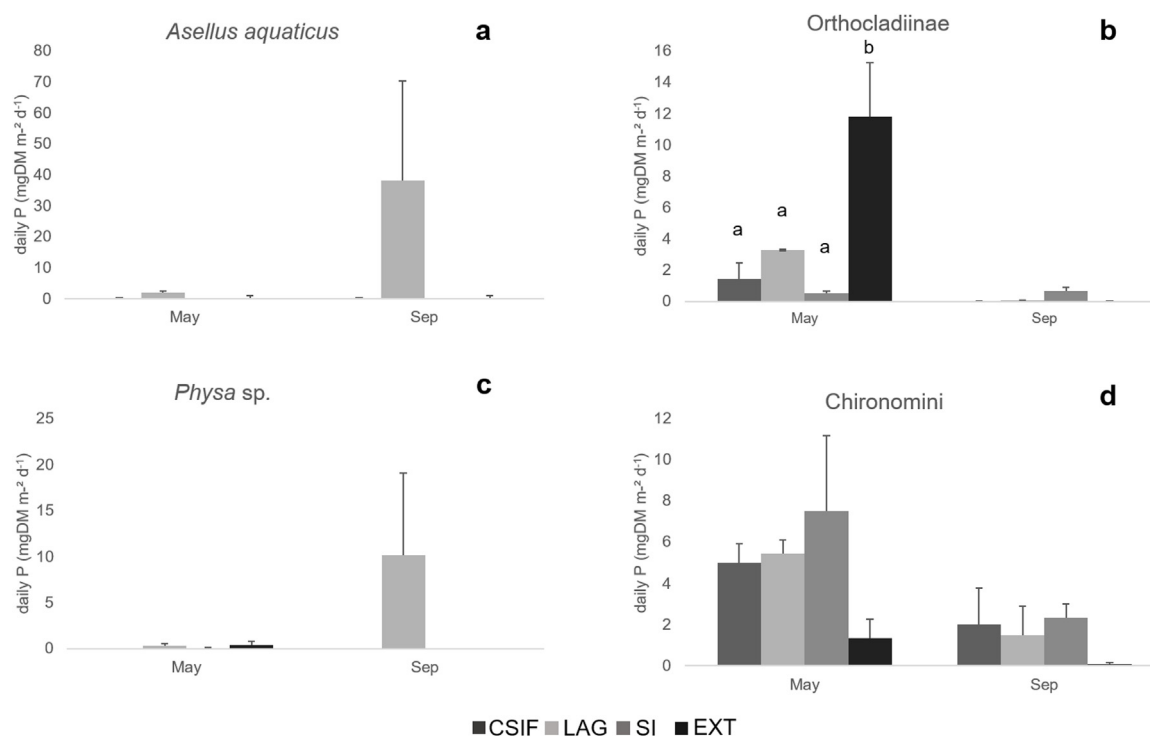 Asellus aquaticus
a
80
70
60
50
40
30
20
10
0
daily P (mgDM m-² d-1)
May
Sep
Orthocladiinae
b
16
14
12
10
8
6
4
2
0
daily P (mgDM m-² d-1)
a
a
a
b
May
Sep
Physa sp.
c
25
20
15
10
5
0
daily P (mgDM m-² d-1)
May
Sep
Chironomini
d
12
10
8
6
4
2
0
daily P (mgDM m-² d-1)
May
Sep
CSIF LAG SI EXT